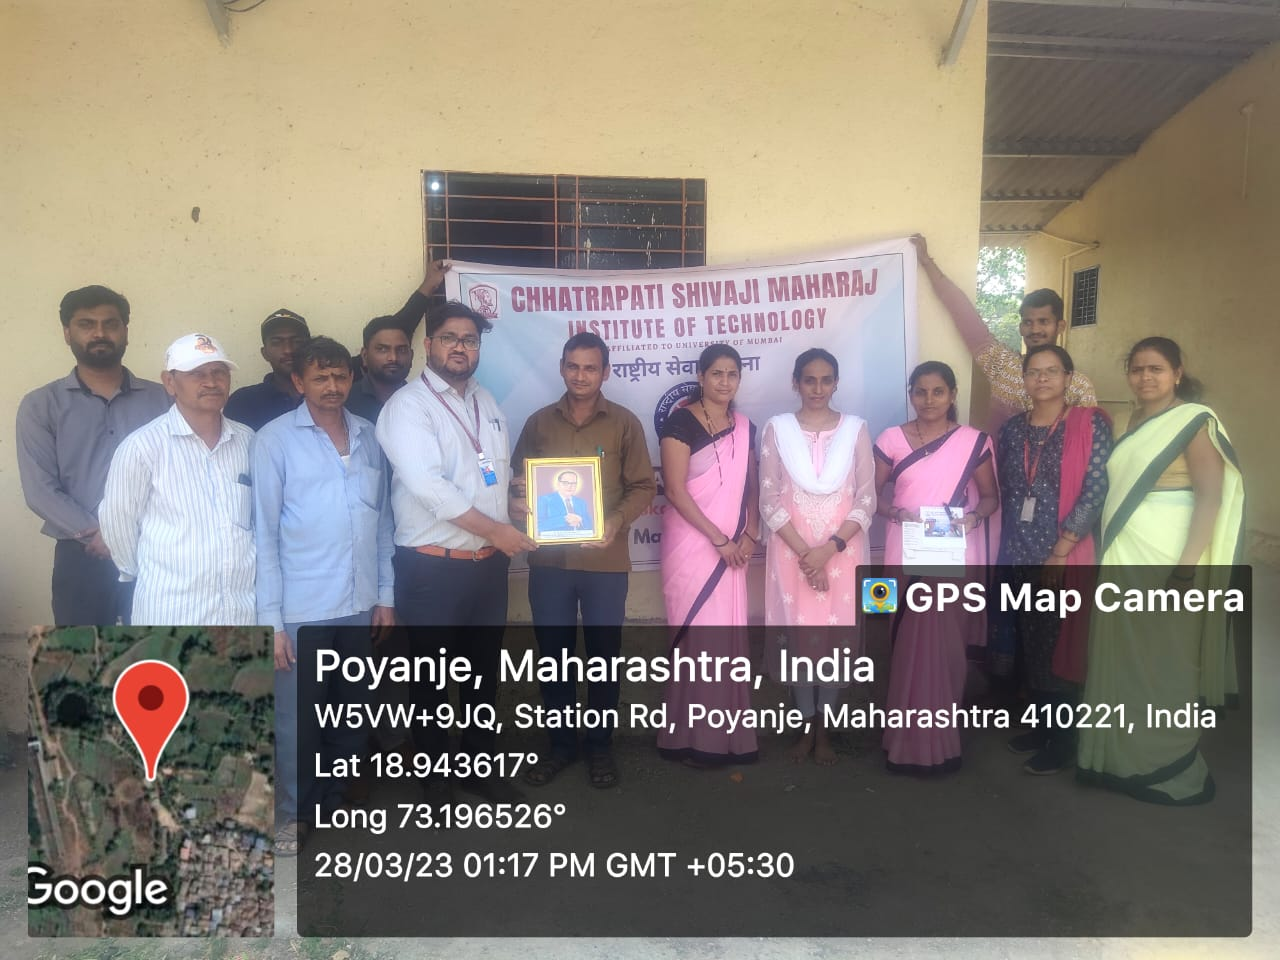 CHHATRAPATI SHIVAJI MAHARAJ
INSTITUTE OF TECHNOLOGY
AFFILIATED TO UNIVERSITY OF MUMBAI
राष्ट्रीय सेवा
Ma
GPS Map Camera
Poyanje, Maharashtra, India
W5VW+9JQ, Station Rd, Poyanje, Maharashtra 410221, India
Lat 18.943617°
Long 73.196526°
28/03/23 01:17 PM GMT +05:30
Google